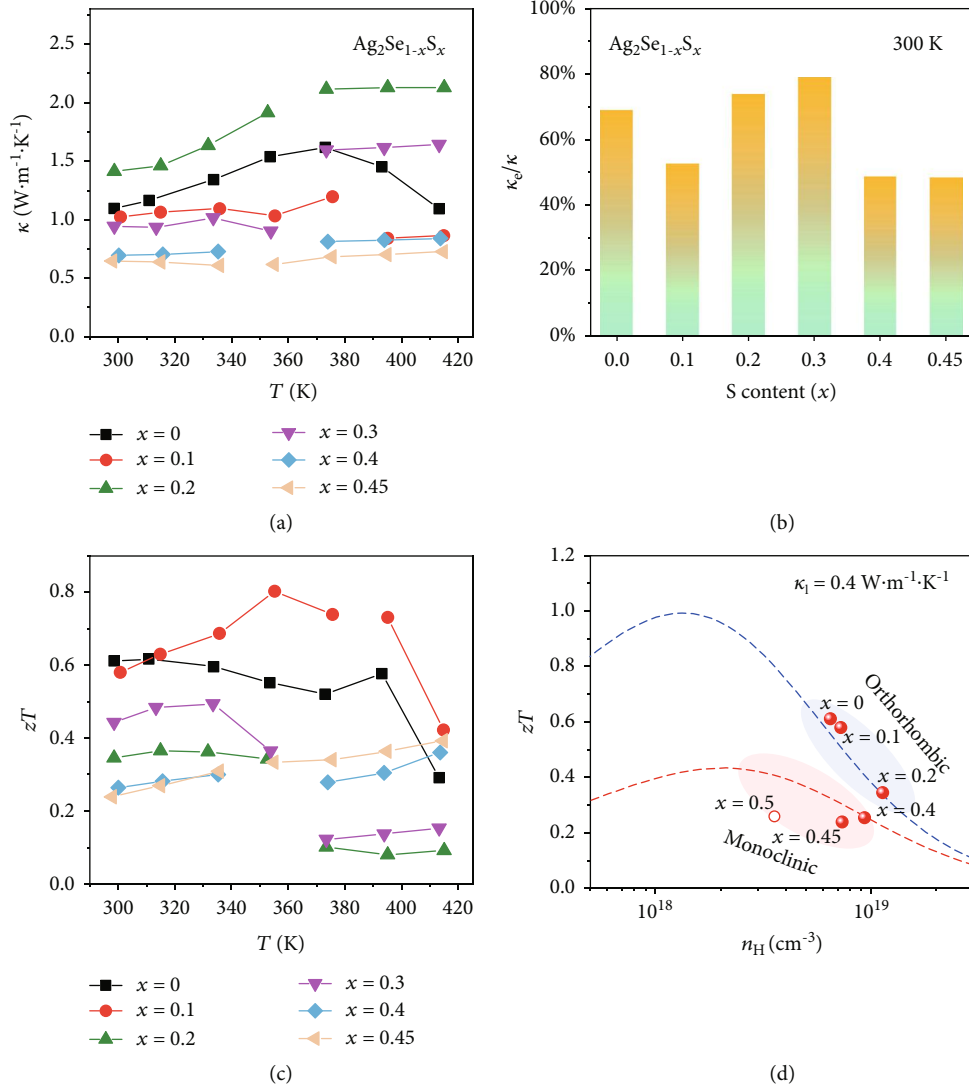 Ag₂Se₁₋ₓSₓ
2.5
2.0
1.5
1.0
0.5
0.0
κ (W·m⁻¹·K⁻¹)
300 320 340 360 380 400 420
T (K)
x = 0
x = 0.1
x = 0.2
x = 0.3
x = 0.4
x = 0.45
(a)
Ag₂Se₁₋ₓSₓ 300 K
100%
80%
60%
40%
20%
0%
κₑ/κ
0.0 0.1 0.2 0.3 0.4 0.45
S content (x)
(b)
0.8
0.6
0.4
0.2
0.0
zT
300 320 340 360 380 400 420
T (K)
x = 0
x = 0.1
x = 0.2
x = 0.3
x = 0.4
x = 0.45
(c)
1.2
1.0
0.8
0.6
0.4
0.2
0.0
zT
κₗ = 0.4 W·m⁻¹·K⁻¹
Orthorhombic
x = 0
x = 0.1
x = 0.2
x = 0.4
x = 0.5
x = 0.45
Monoclinic
10¹⁸ 10¹⁹
n_H (cm⁻³)
(d)